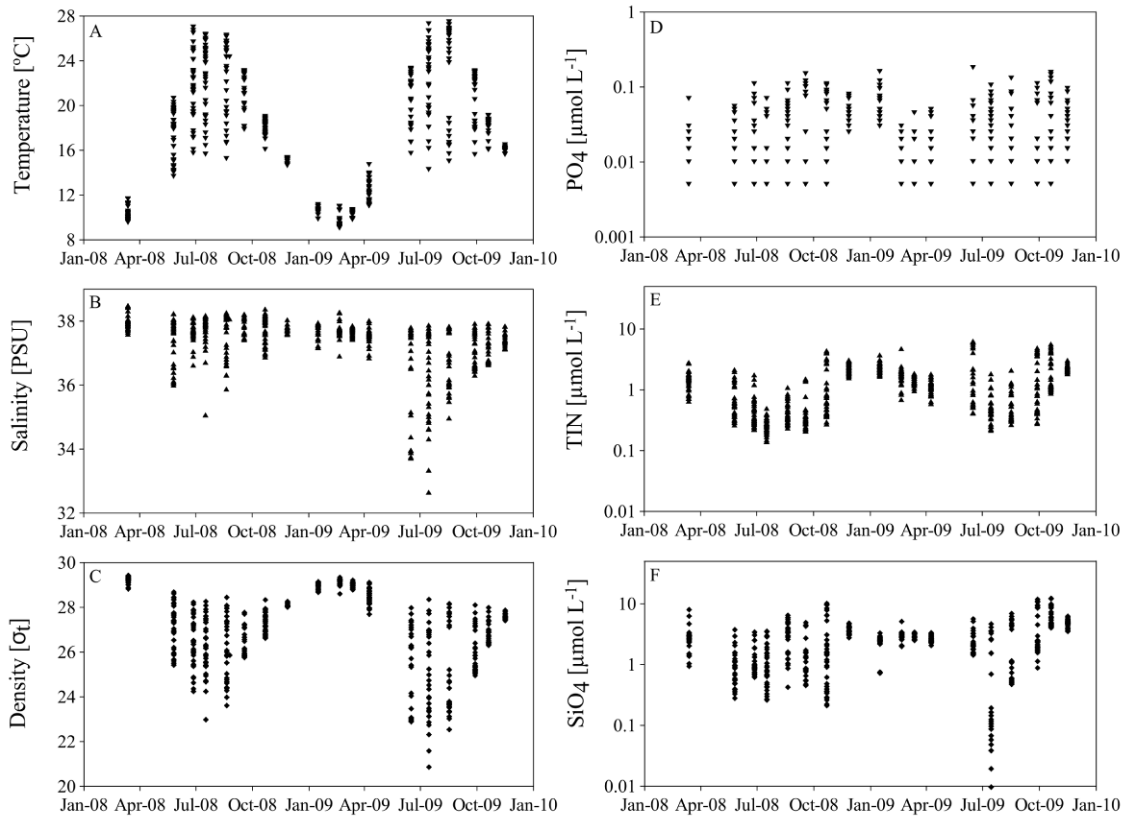 A
Temperature [ºC]
28
24
20
16
12
8
Jan-08 Apr-08 Jul-08 Oct-08 Jan-09 Apr-09 Jul-09 Oct-09 Jan-10
B
Salinity [PSU]
38
36
34
32
Jan-08 Apr-08 Jul-08 Oct-08 Jan-09 Apr-09 Jul-09 Oct-09 Jan-10
C
Density [σt]
30
28
26
24
22
20
Jan-08 Apr-08 Jul-08 Oct-08 Jan-09 Apr-09 Jul-09 Oct-09 Jan-10
D
PO4 [µmol L-1]
1
0.1
0.01
0.001
Jan-08 Apr-08 Jul-08 Oct-08 Jan-09 Apr-09 Jul-09 Oct-09 Jan-10
E
TIN [µmol L-1]
10
1
0.1
0.01
Jan-08 Apr-08 Jul-08 Oct-08 Jan-09 Apr-09 Jul-09 Oct-09 Jan-10
F
SiO4 [µmol L-1]
10
1
0.1
0.01
Jan-08 Apr-08 Jul-08 Oct-08 Jan-09 Apr-09 Jul-09 Oct-09 Jan-10